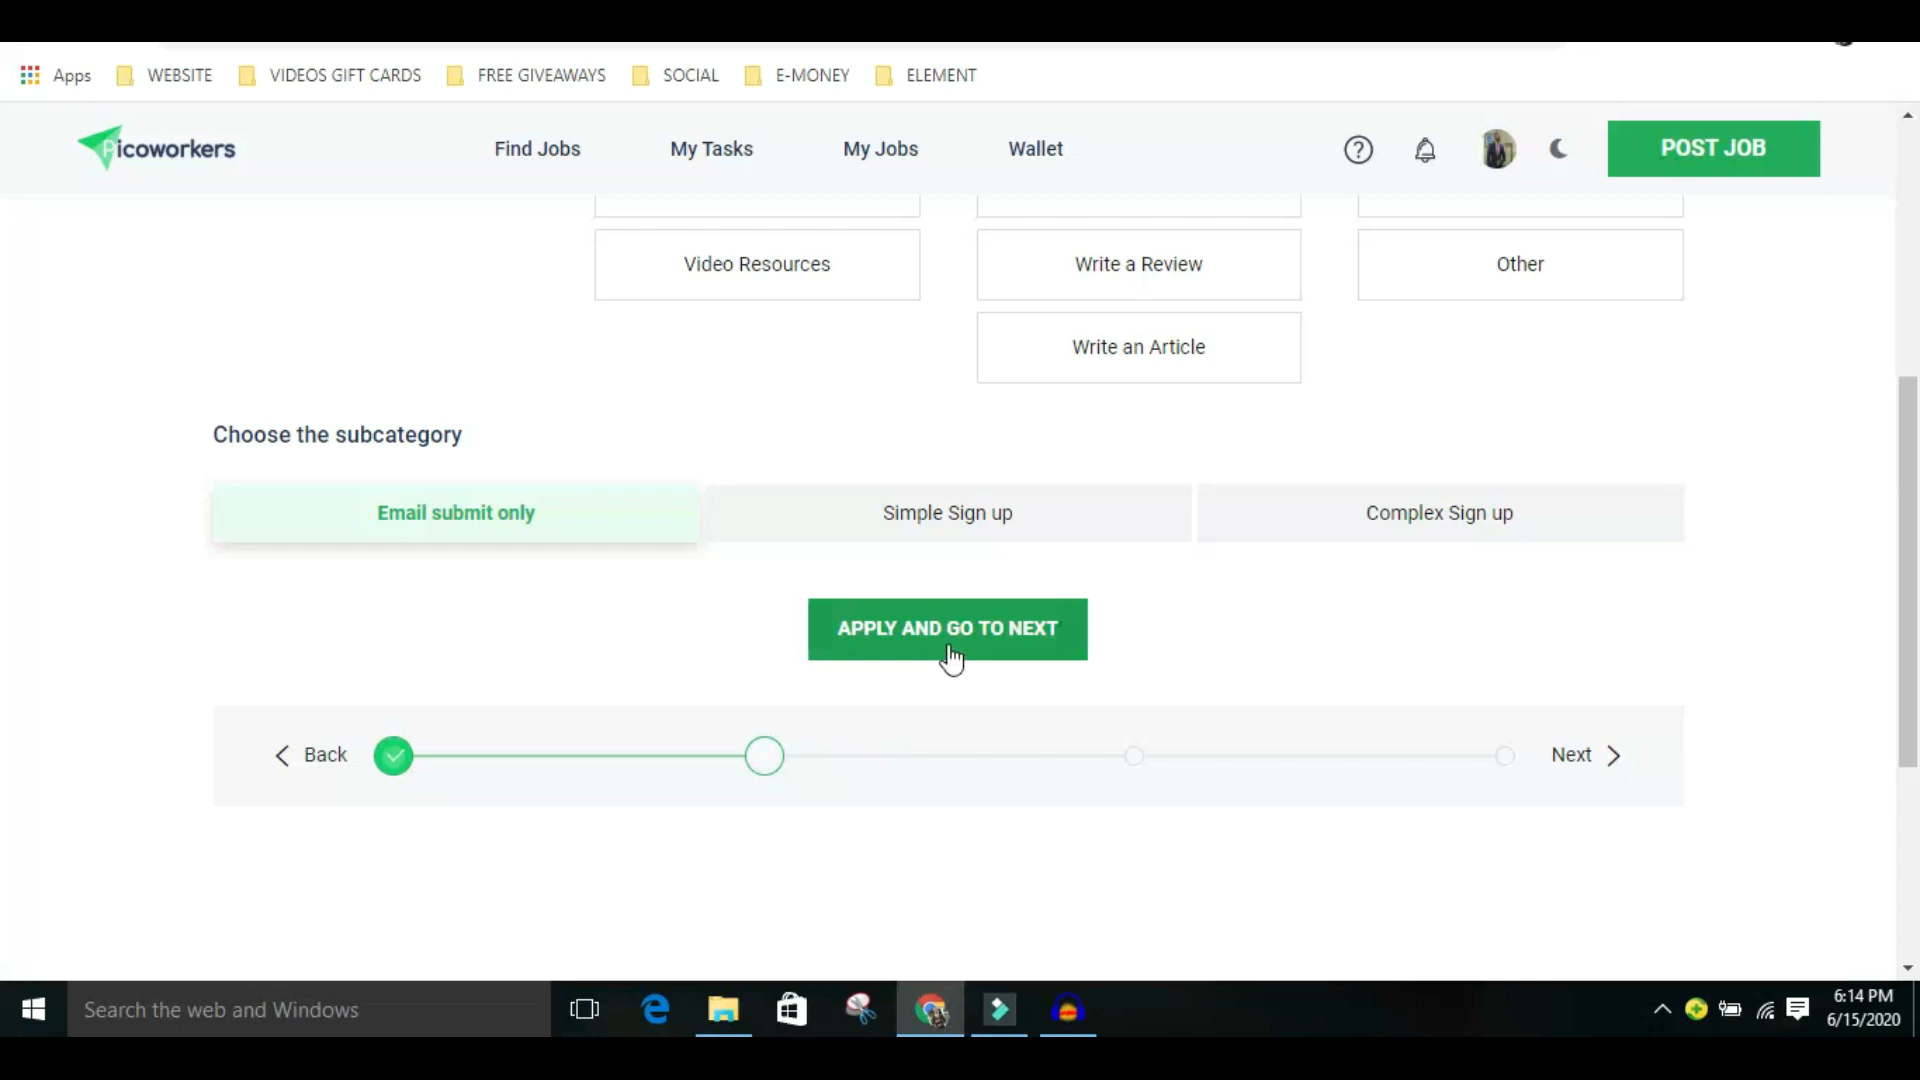 Apps WEBSITE VIDEOS GIFT CARDS FREE GIVEAWAYS SOCIAL E-MONEY ELEMENT
Picoworkers Find Jobs My Tasks My Jobs Wallet POST JOB
Video Resources Write a Review Other
Write an Article
Choose the subcategory
Email submit only Simple Sign up Complex Sign up
APPLY AND GO TO NEXT
Back Next
Search the web and Windows 6:14 PM
6/15/2020